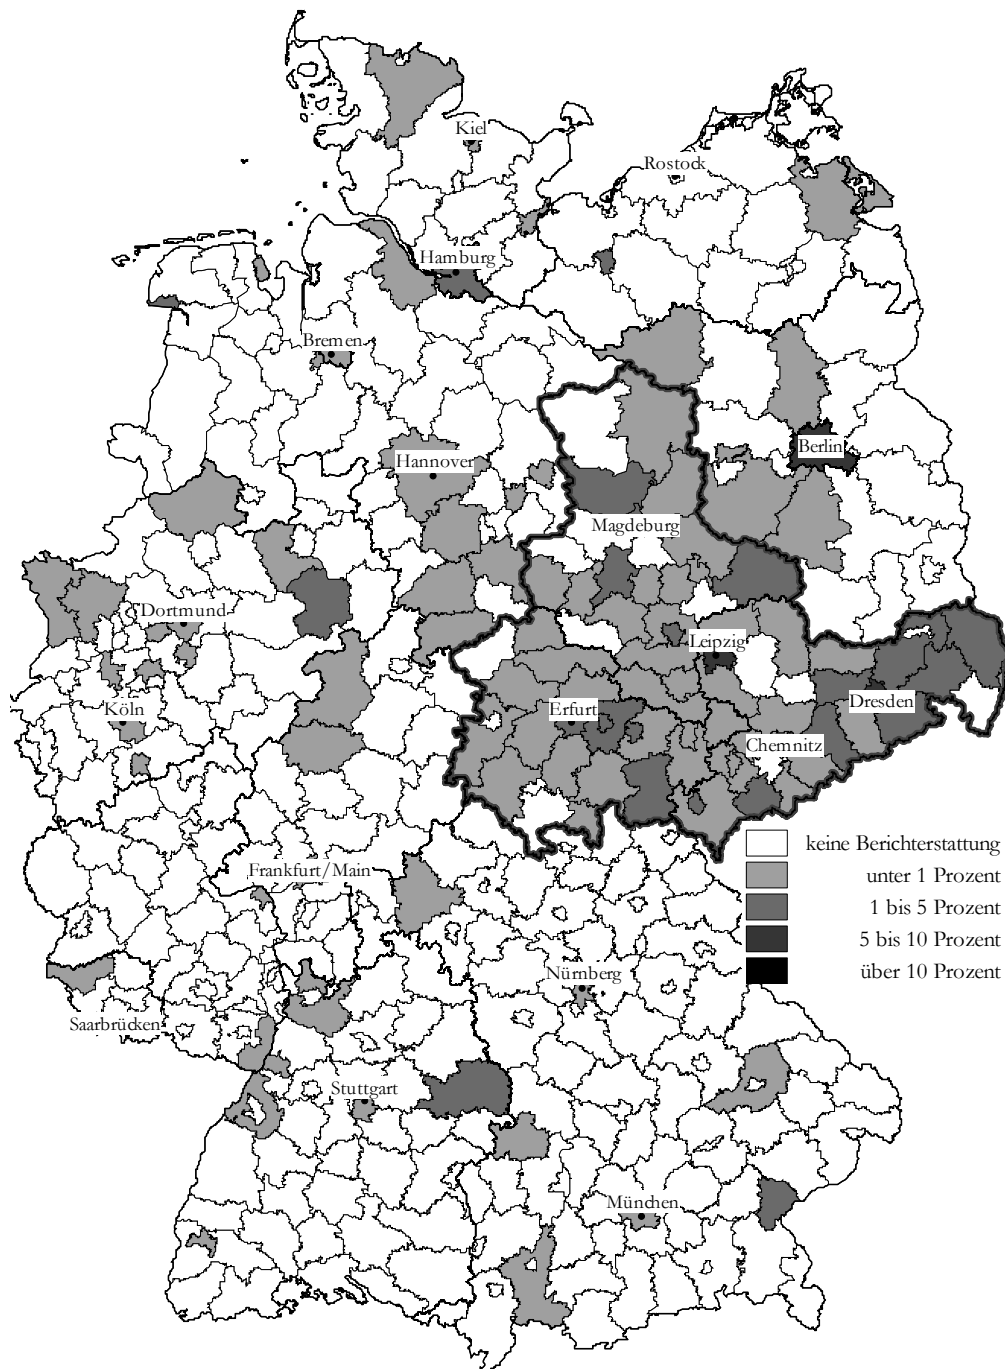 Kiel
Rostock
Hamburg
Bremen
Berlin
Hannover
Magdeburg
Dortmund
Leipzig
Köln
Erfurt
Dresden
Chemnitz
keine Berichterstattung
Frankfurt/Main
unter 1 Prozent
1 bis 5 Prozent
5 bis 10 Prozent
über 10 Prozent
Nürnberg
Saarbrücken
Stuttgart
München